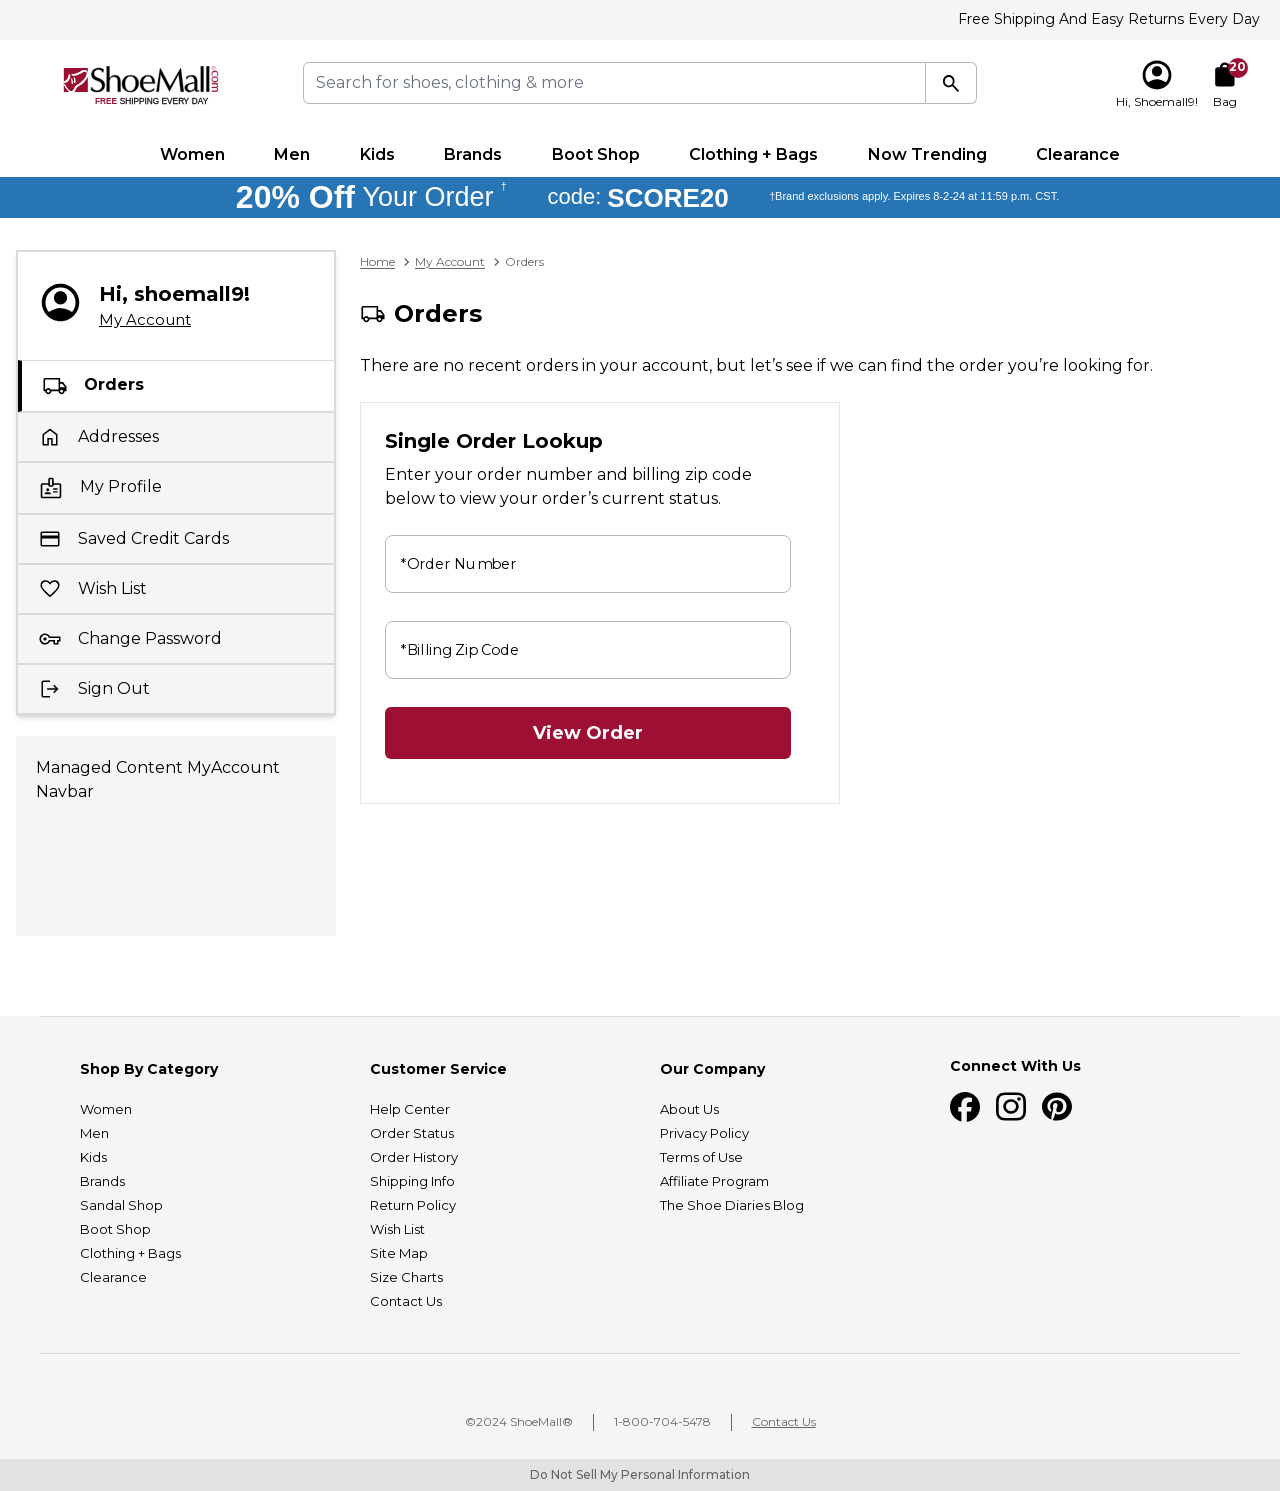 Free Shipping And Easy Returns Every Day
ShoeMall.com
FREE SHIPPING EVERY DAY
Search for shoes, clothing & more
20
Hi, Shoemall9!
Bag
Women Men Kids Brands Boot Shop Clothing + Bags Now Trending Clearance
20% Off Your Order † code: SCORE20 †Brand exclusions apply. Expires 8-2-24 at 11:59 p.m. CST.
Hi, shoemall9!
My Account
Orders
Addresses
My Profile
Saved Credit Cards
Wish List
Change Password
Sign Out
Managed Content MyAccount
Navbar
Home > My Account > Orders
Orders
There are no recent orders in your account, but let’s see if we can find the order you’re looking for.
Single Order Lookup
Enter your order number and billing zip code
below to view your order’s current status.
*Order Number
*Billing Zip Code
View Order
Shop By Category
Women
Men
Kids
Brands
Sandal Shop
Boot Shop
Clothing + Bags
Clearance
Customer Service
Help Center
Order Status
Order History
Shipping Info
Return Policy
Wish List
Site Map
Size Charts
Contact Us
Our Company
About Us
Privacy Policy
Terms of Use
Affiliate Program
The Shoe Diaries Blog
Connect With Us
©2024 ShoeMall® 1-800-704-5478 Contact Us
Do Not Sell My Personal Information